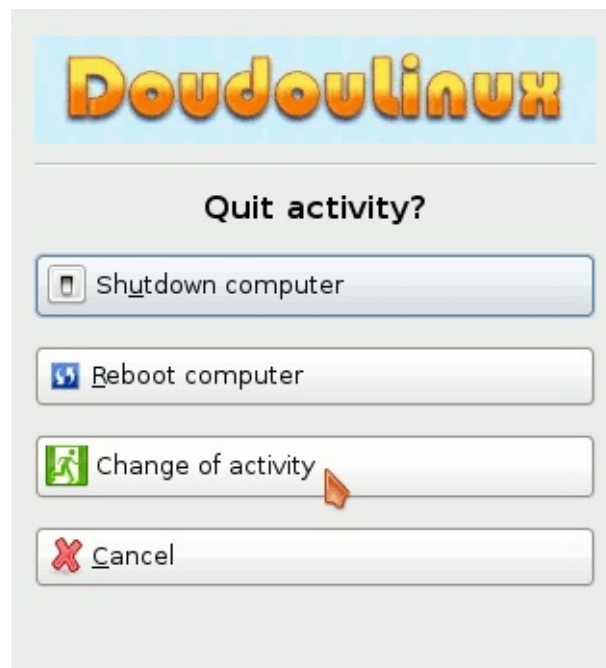 DoudouLinux
Quit activity?
Shutdown computer
Reboot computer
Change of activity
Cancel